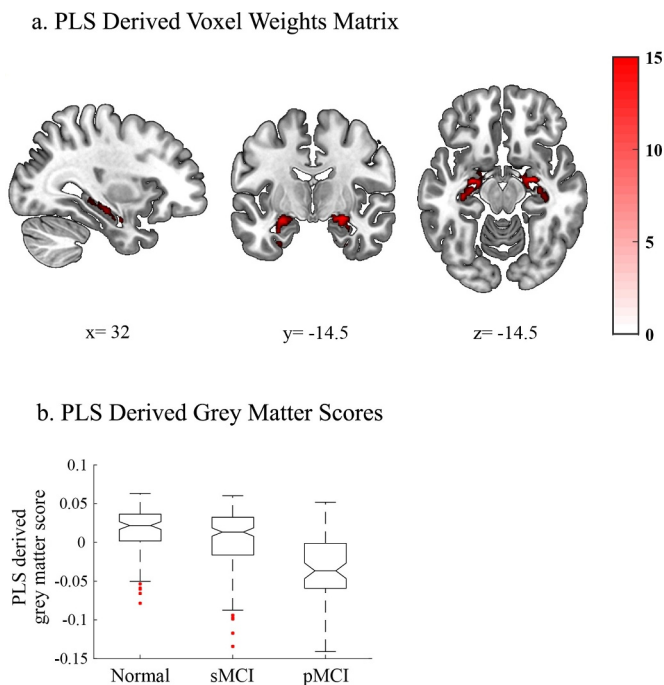 a. PLS Derived Voxel Weights Matrix
15
10
5
0
x= 32
y= -14.5
z= -14.5
b. PLS Derived Grey Matter Scores
PLS derived
grey matter score
0.1
0.05
0
-0.05
-0.1
-0.15
Normal
sMCI
pMCI